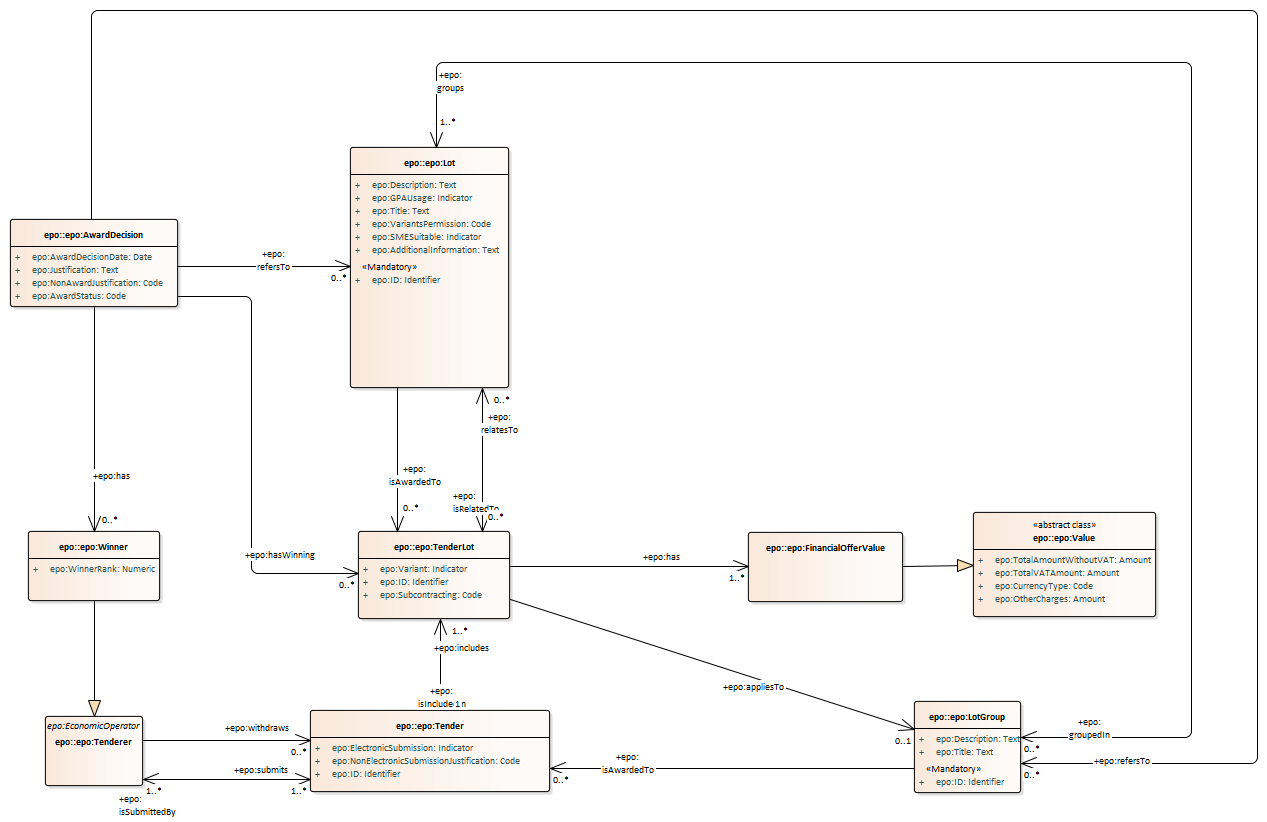 +epo:
groups
1..*
epo::epo:Lot
+ epo:Description: Text
+ epo:GPAUsage: Indicator
+ epo:Title: Text
+ epo:VariantsPermission: Code
+ epo:SMESuitable: Indicator
+ epo:AdditionalInformation: Text
«Mandatory»
+ epo:ID: Identifier
epo::epo:AwardDecision
+ epo:AwardDecisionDate: Date
+ epo:Justification: Text
+ epo:NonAwardJustification: Code
+ epo:AwardStatus: Code
+epo:
refersTo
0..*
0..*
+epo:
relatesTo
+epo:
isAwardedTo
0..*
+epo:
isRelatedTo
0..*
+epo:has
0..*
epo::epo:Winner
+ epo:WinnerRank: Numeric
+epo:hasWinning
0..*
epo::epo:TenderLot
+ epo:Variant: Indicator
+ epo:ID: Identifier
+ epo:Subcontracting: Code
+epo:has
1..*
epo::epo:FinancialOfferValue
«abstract class»
epo::epo:Value
+ epo:TotalAmountWithoutVAT: Amount
+ epo:TotalVATAmount: Amount
+ epo:CurrencyType: Code
+ epo:OtherCharges: Amount
1..*
+epo:includes
+epo:
isInclude 1n
+epo:appliesTo
0..1
epo:EconomicOperator
epo::epo:Tenderer
+epo:withdraws
0..*
+epo:submits
1..*
1..*
+epo:
isSubmittedBy
epo::epo:Tender
+ epo:ElectronicSubmission: Indicator
+ epo:NonElectronicSubmissionJustification: Code
+ epo:ID: Identifier
+epo:
isAwardedTo
0..*
epo::epo:LotGroup
+ epo:Description: Text
+ epo:Title: Text
«Mandatory»
+ epo:ID: Identifier
+epo:
groupedIn
0..*
+epo:refersTo
0..*